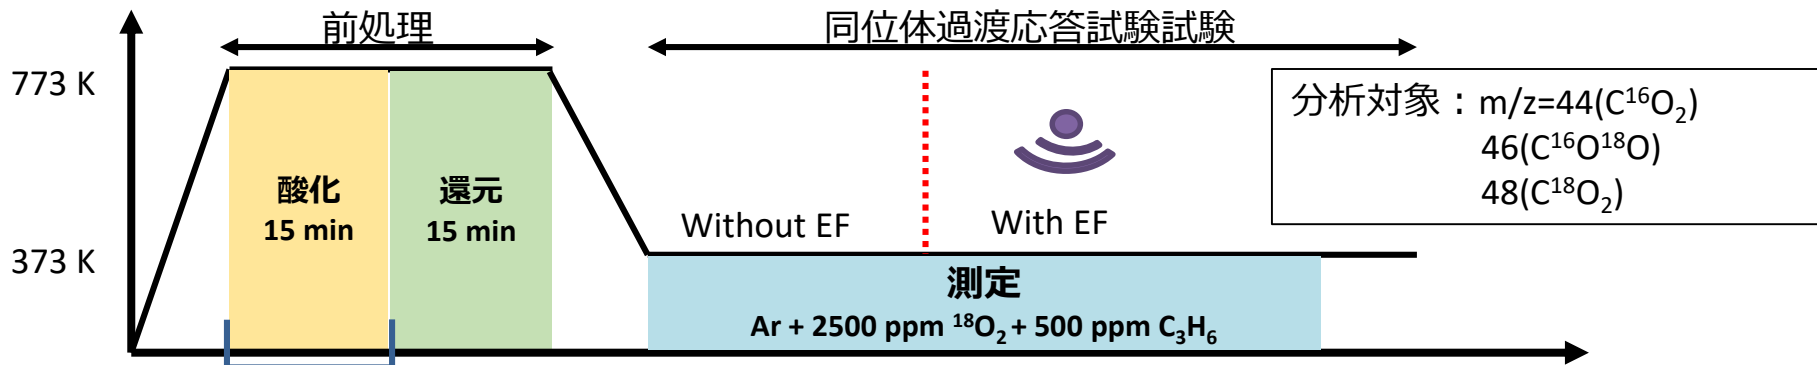 前処理
同位体過渡応答試験試験
773 K
373 K
酸化
15 min
還元
15 min
Without EF
With EF
測定
Ar + 2500 ppm ¹⁸O₂ + 500 ppm C₃H₆
分析対象：m/z=44(C¹⁶O₂)
46(C¹⁶O¹⁸O)
48(C¹⁸O₂)